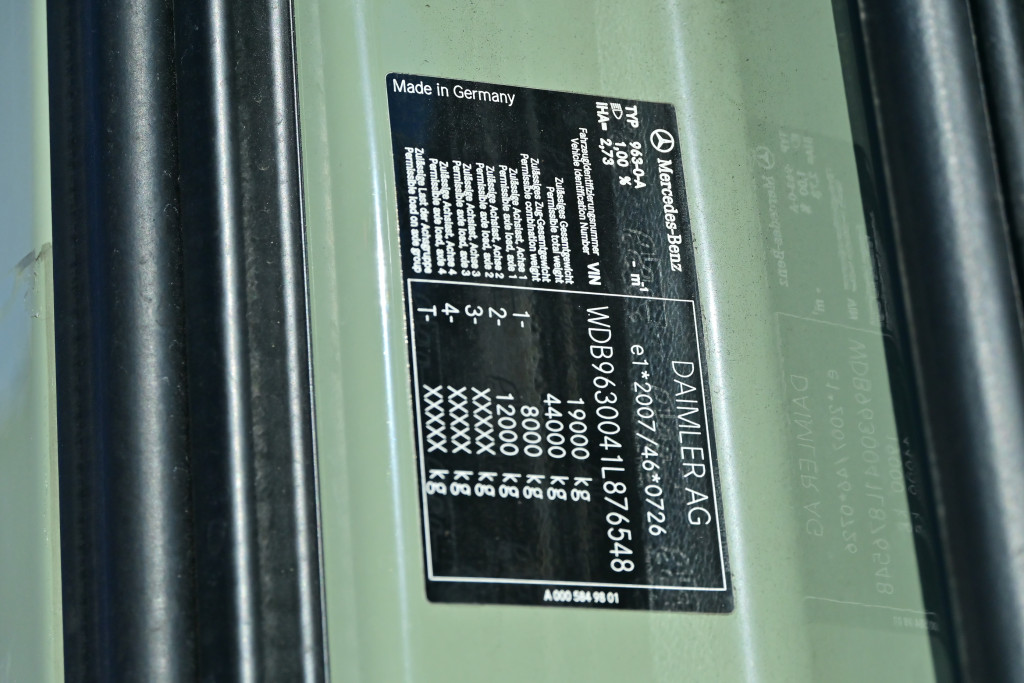 Mercedes-Benz
TYP 963-0-A
1,00 % - m⁻¹
IHA= 2,73
DAIMLER AG
e1*2007/46*0726
Fahrzeugidentifizierungsnummer
Vehicle Identification Number VIN WDB9630041L876548
Zulässiges Gesamtgewicht
Permissible total weight 19000 kg
Zulässiges Zug-Gesamtgewicht
Permissible combination weight 44000 kg
Zulässige Achslast, Achse 1
Permissible axle load, axle 1 1- 8000 kg
Zulässige Achslast, Achse 2
Permissible axle load, axle 2 2- 12000 kg
Zulässige Achslast, Achse 3
Permissible axle load, axle 3 3- XXXXX kg
Zulässige Achslast, Achse 4
Permissible axle load, axle 4 4- XXXXX kg
Zulässige Last der Achsgruppe
Permissible load on axle group T- XXXXX kg
Made in Germany
A 000 584 98 01